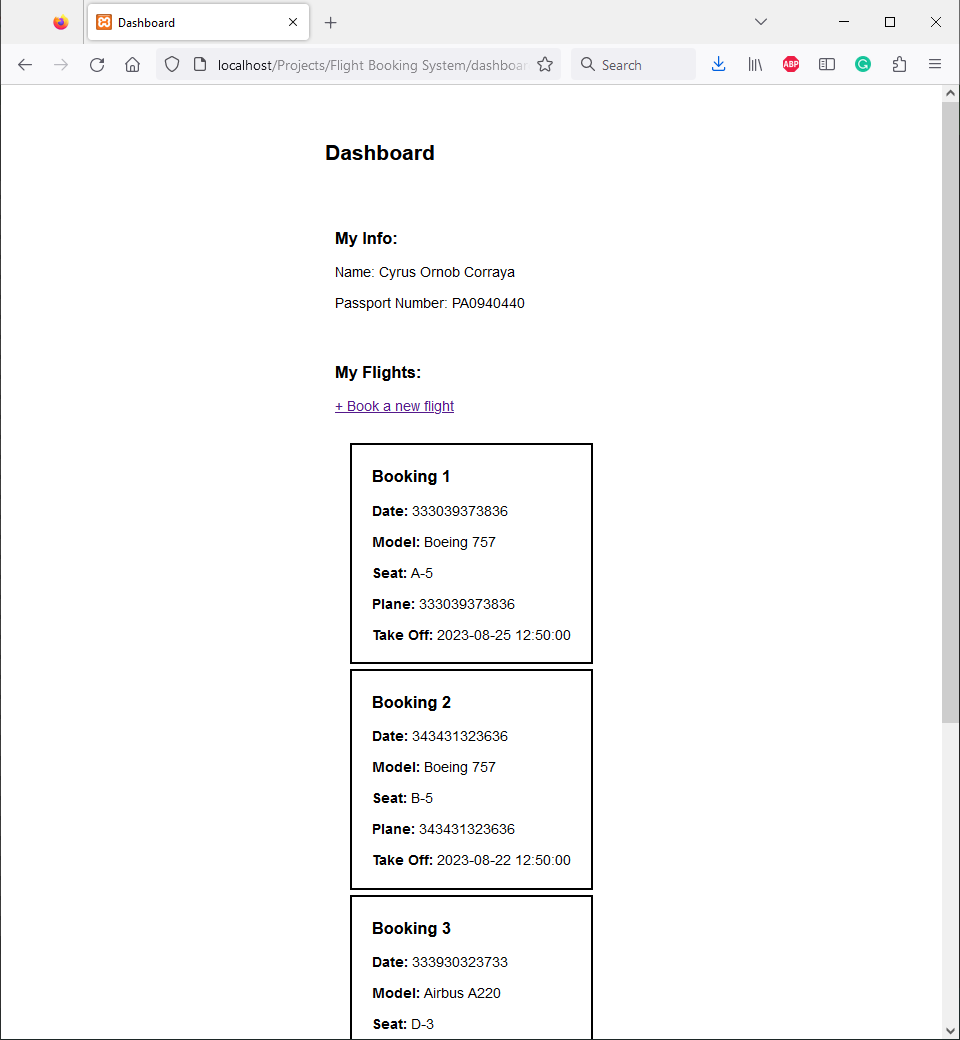 Dashboard
localhost/Projects/Flight Booking System/dashboar
Search
ABP
Dashboard
My Info:
Name: Cyrus Ornob Corraya
Passport Number: PA0940440
My Flights:
+ Book a new flight
Booking 1
Date: 333039373836
Model: Boeing 757
Seat: A-5
Plane: 333039373836
Take Off: 2023-08-25 12:50:00
Booking 2
Date: 343431323636
Model: Boeing 757
Seat: B-5
Plane: 343431323636
Take Off: 2023-08-22 12:50:00
Booking 3
Date: 333930323733
Model: Airbus A220
Seat: D-3